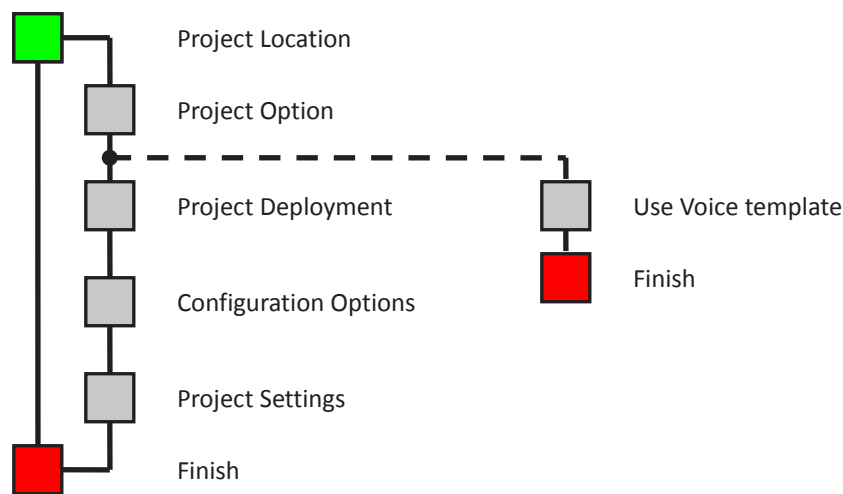 Project Location
Project Option
Project Deployment
Use Voice template
Finish
Configuration Options
Project Settings
Finish